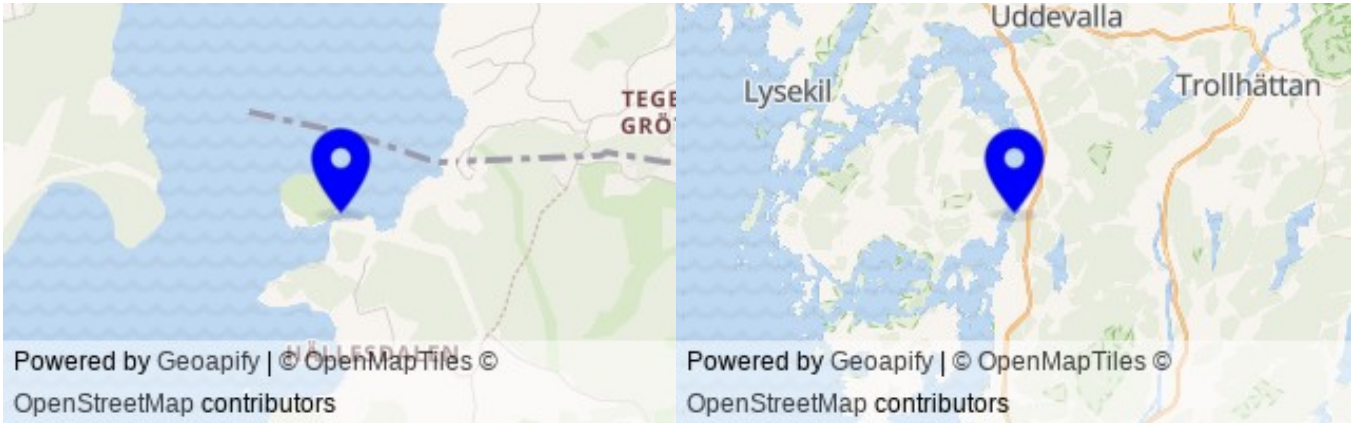 TEGE
GRÖ
HÄLLESDALEN
Powered by Geoapify | © OpenMapTiles ©
OpenStreetMap contributors
Uddevalla
Lysekil
Trollhättan
Powered by Geoapify | © OpenMapTiles ©
OpenStreetMap contributors